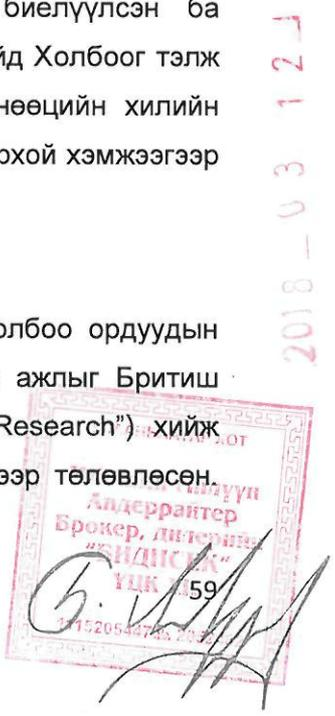 биелүүлсэн ба
йд Холбоог тэлж
нөөцийн хилийн
рхой хэмжээгээр
олбоо ордуудын
ажлыг Бритиш
Research”) хийж
ээр төлөвлөсөн.
Андеррайтер
Брокер, дилерийн
59
2018 -03 12